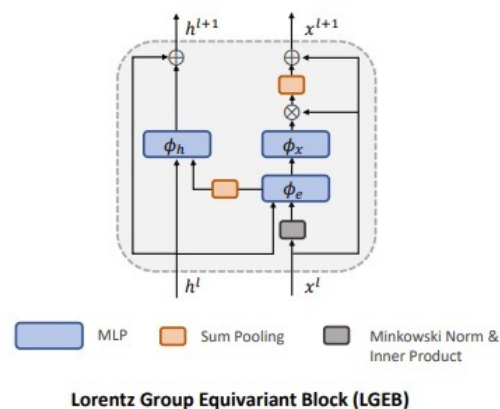 h^{l+1} x^{l+1}
ϕ_h ϕ_x
ϕ_e
h^l x^l
MLP Sum Pooling Minkowski Norm &
Inner Product
Lorentz Group Equivariant Block (LGEB)